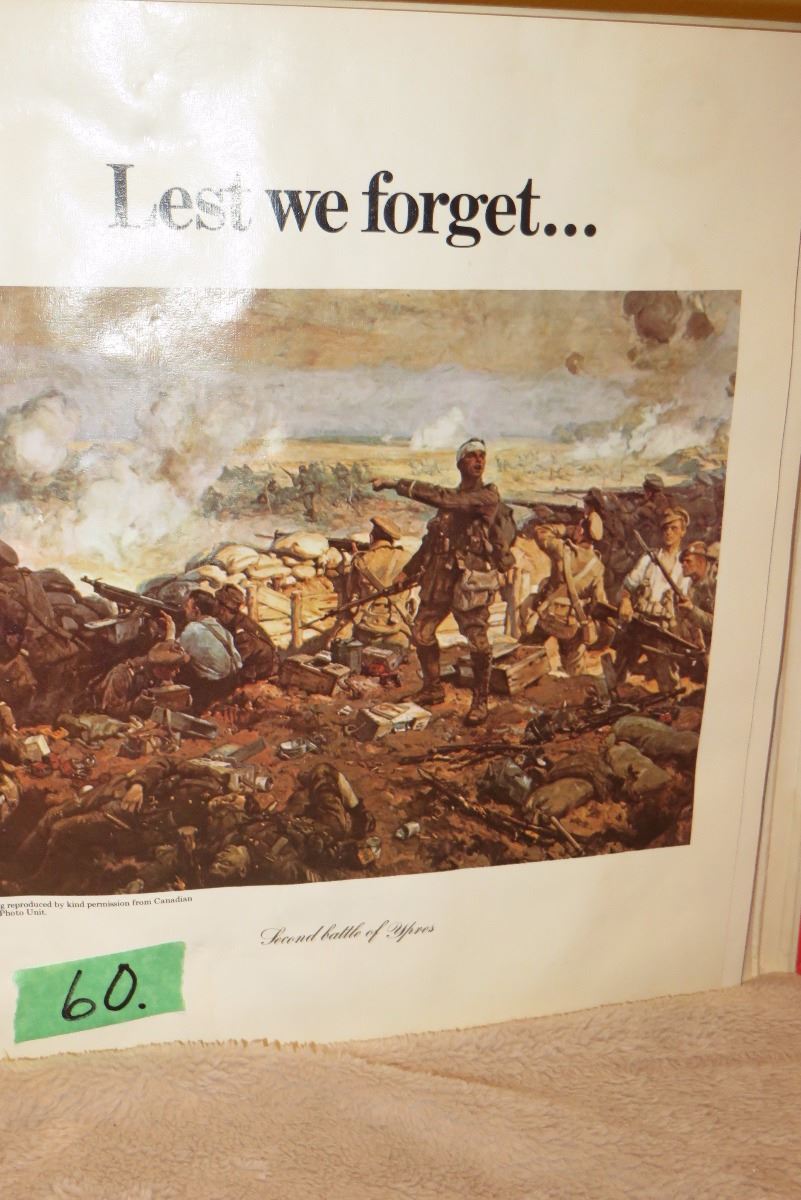 Lest we forget...
g reproduced by kind permission from Canadian
Photo Unit.
Second battle of Ypres
60.